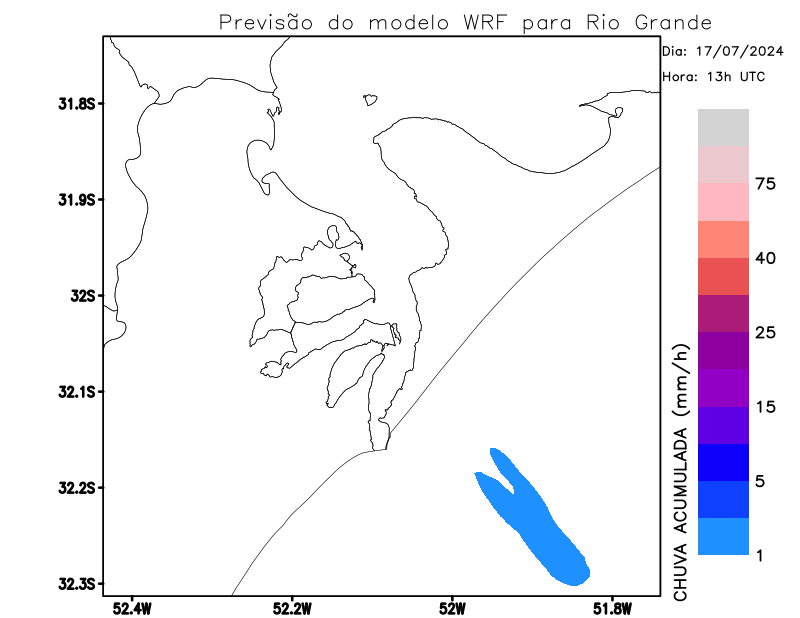 Previsão do modelo WRF para Rio Grande
Dia: 17/07/2024
Hora: 13h UTC
31.8S
31.9S
32S
32.1S
32.2S
32.3S
52.4W
52.2W
52W
51.8W
75
40
25
15
5
1
CHUVA ACUMULADA (mm/h)